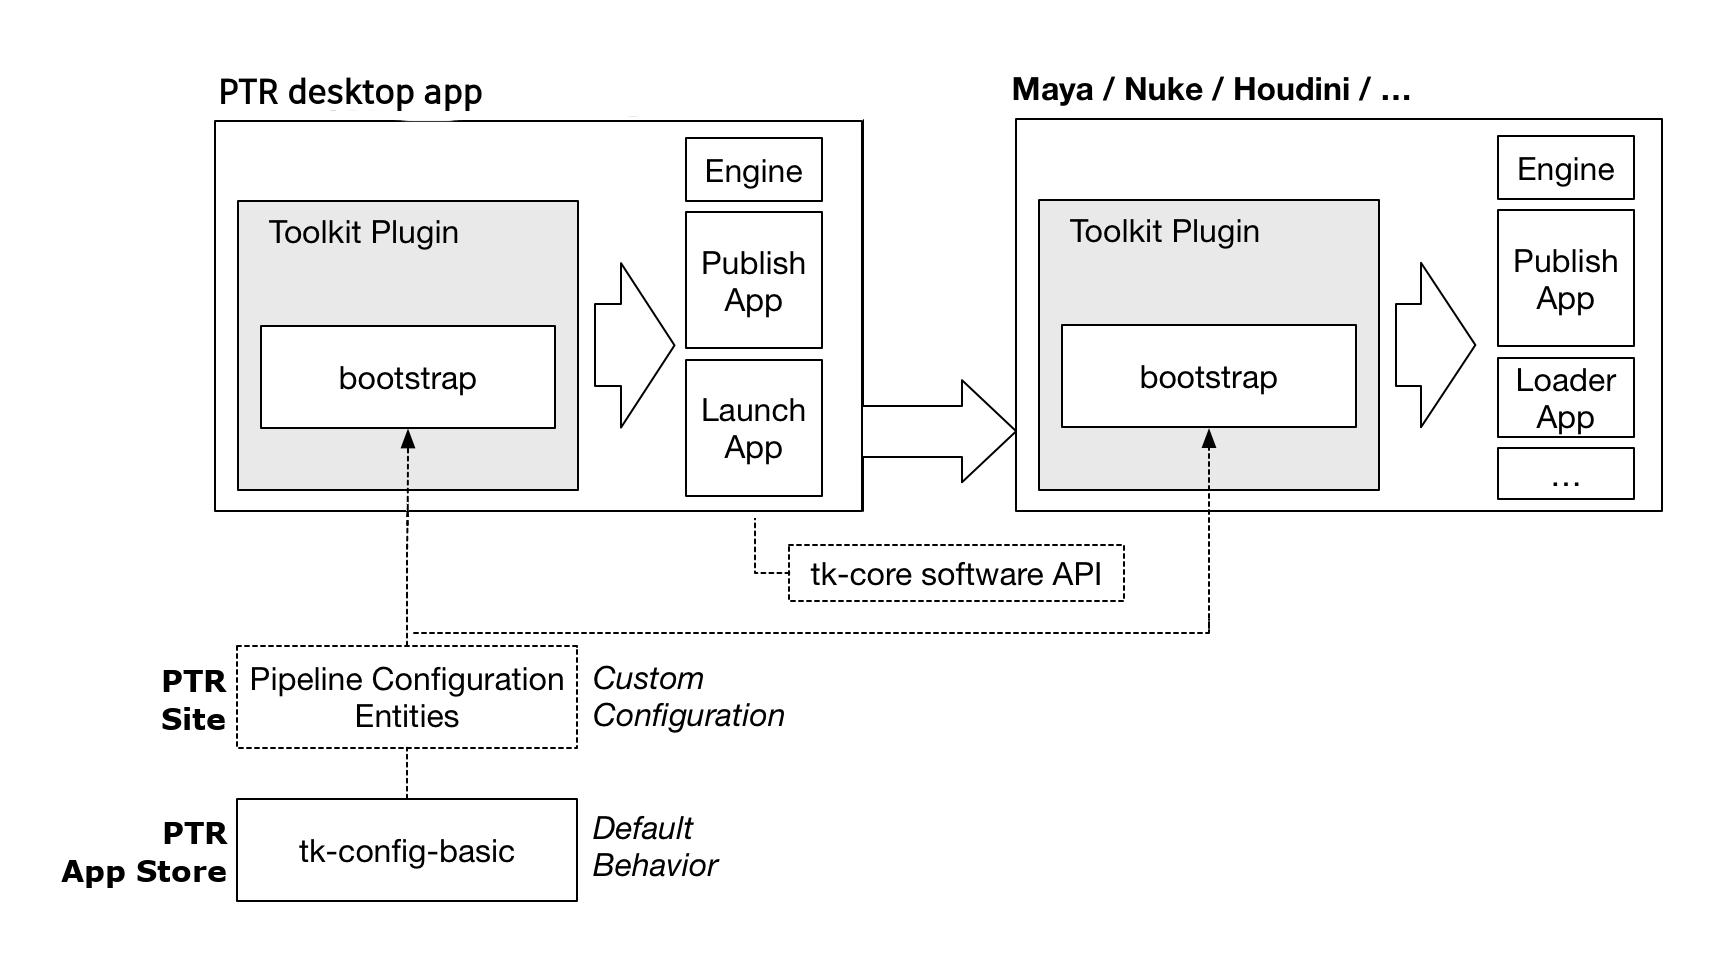 PTR desktop app
Maya / Nuke / Houdini / ...
Toolkit Plugin
bootstrap
Engine
Publish
App
Launch
App
Toolkit Plugin
bootstrap
Engine
Publish
App
Loader
App
...
tk-core software API
PTR
Site
Pipeline Configuration
Entities
Custom
Configuration
PTR
App Store
tk-config-basic
Default
Behavior